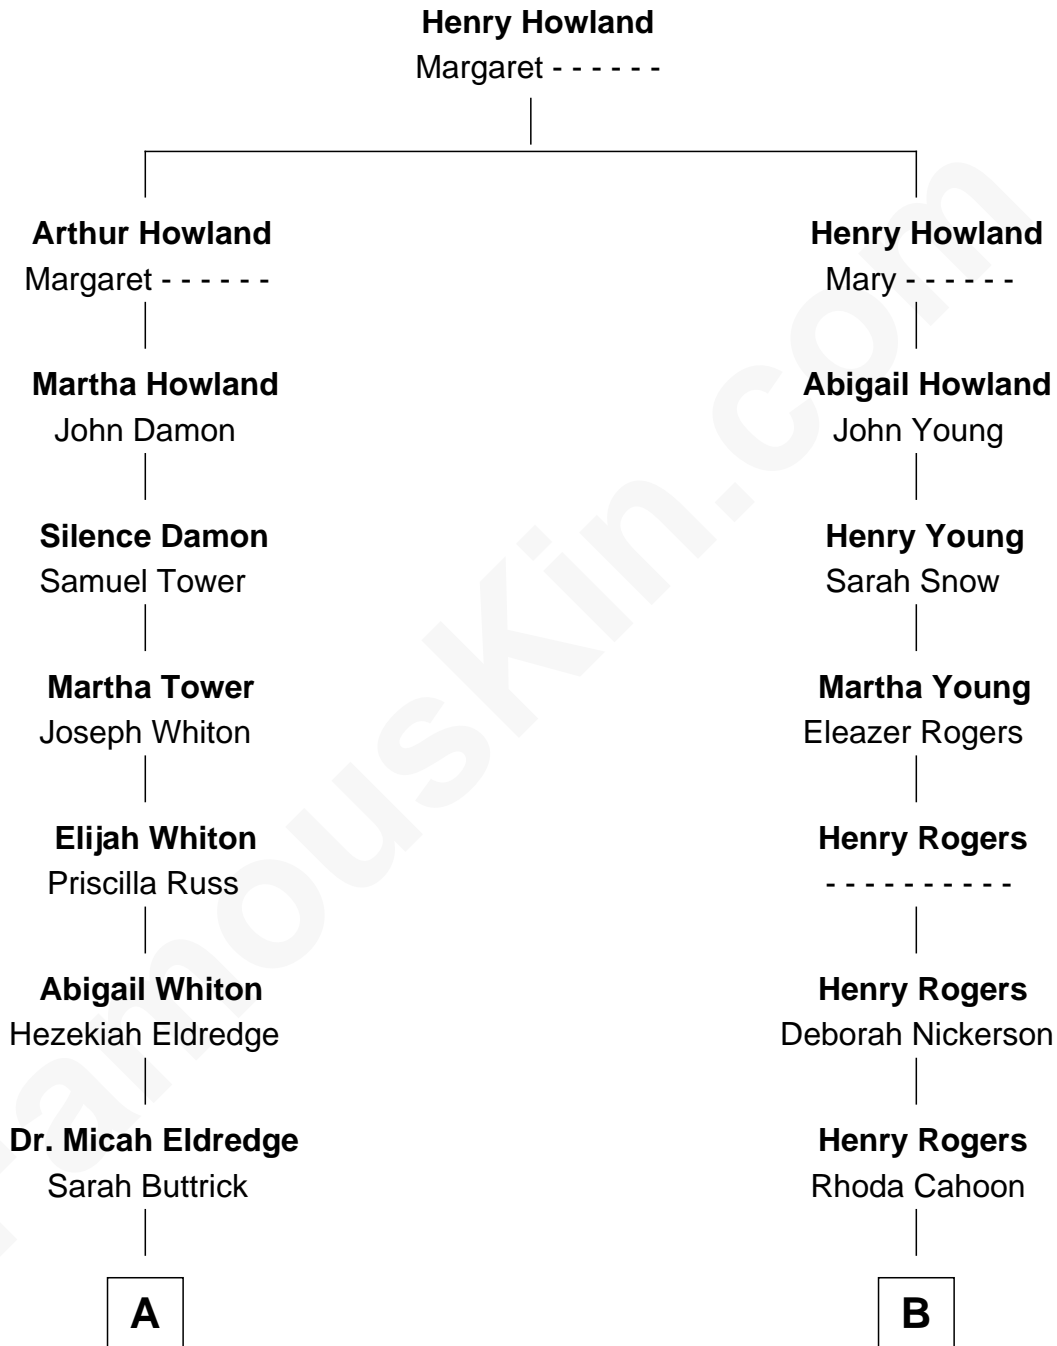 Henry Howland
Margaret - - - - - -
Arthur Howland
Margaret - - - - - -
Henry Howland
Mary - - - - - -
Martha Howland
John Damon
Abigail Howland
John Young
Silence Damon
Samuel Tower
Henry Young
Sarah Snow
Martha Tower
Joseph Whiton
Martha Young
Eleazer Rogers
Elijah Whiton
Priscilla Russ
Henry Rogers
- - - - - - - - - -
Abigail Whiton
Hezekiah Eldredge
Henry Rogers
Deborah Nickerson
Dr. Micah Eldredge
Sarah Buttrick
Henry Rogers
Rhoda Cahoon
A
B
FamousKin.com